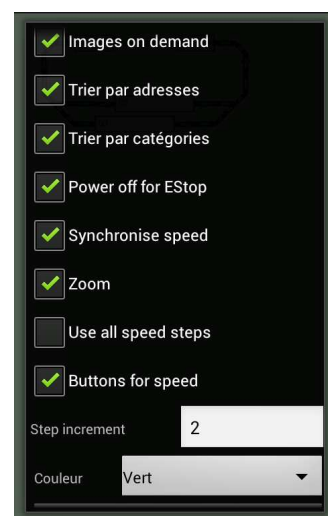 Images on demand
Trier par adresses
Trier par catégories
Power off for EStop
Synchronise speed
Zoom
Use all speed steps
Buttons for speed
Step increment 2
Couleur Vert